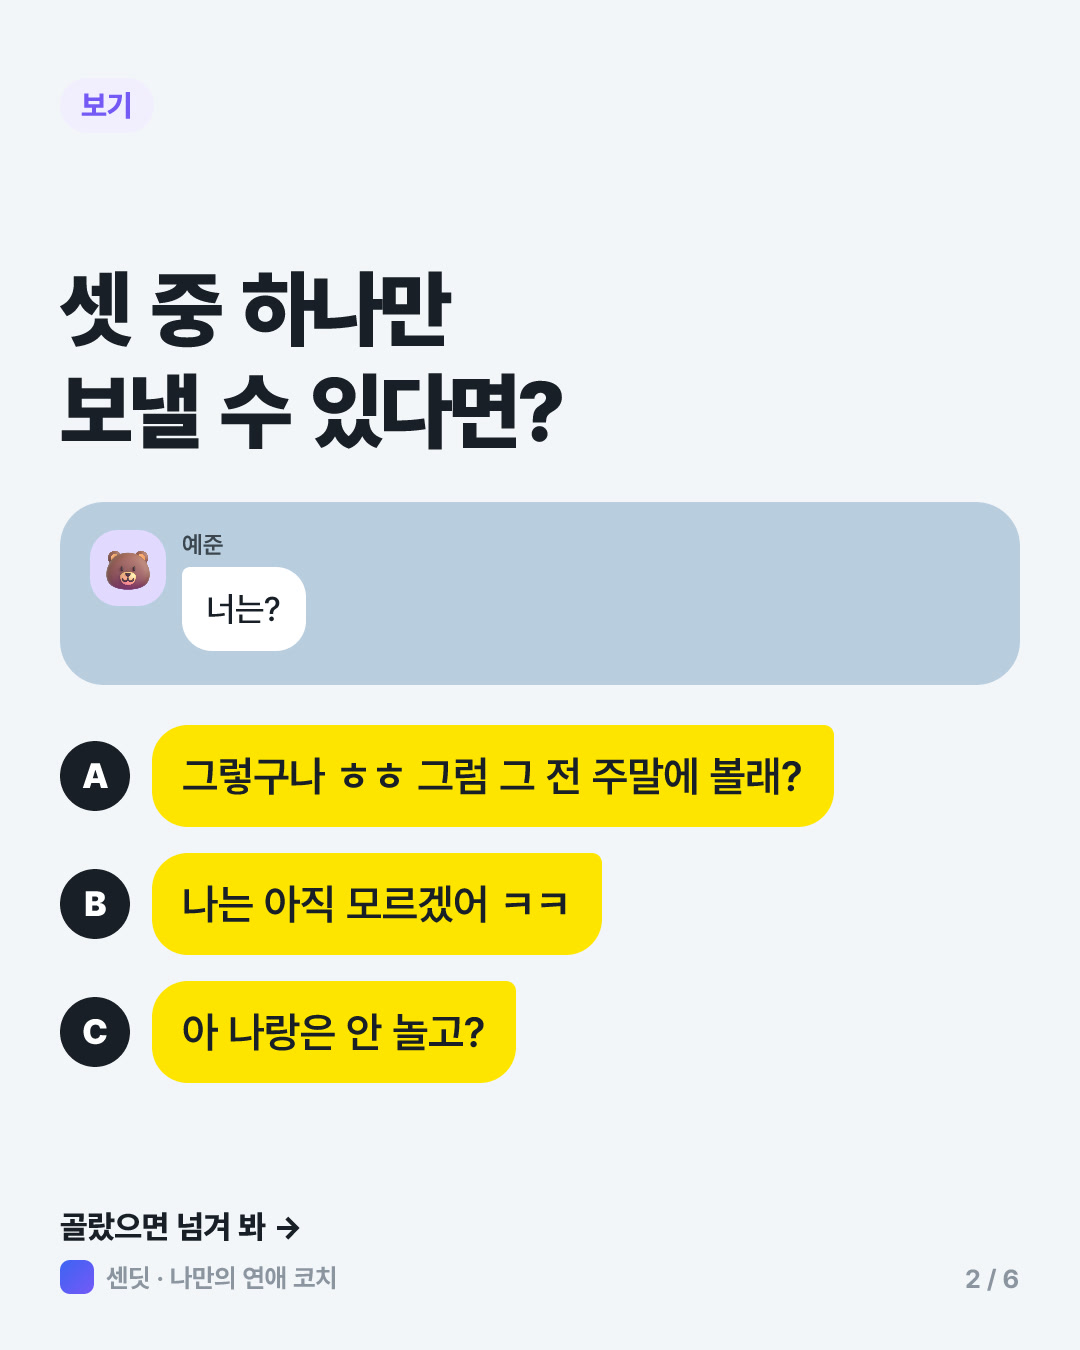 보기
셋 중 하나만
보낼 수 있다면?
예준
너는?
A 그렇구나 ㅎㅎ 그럼 그 전 주말에 볼래?
B 나는 아직 모르겠어 ㅋㅋ
C 아 나랑은 안 놀고?
골랐으면 넘겨 봐 →
센딧 · 나만의 연애 코치
2 / 6